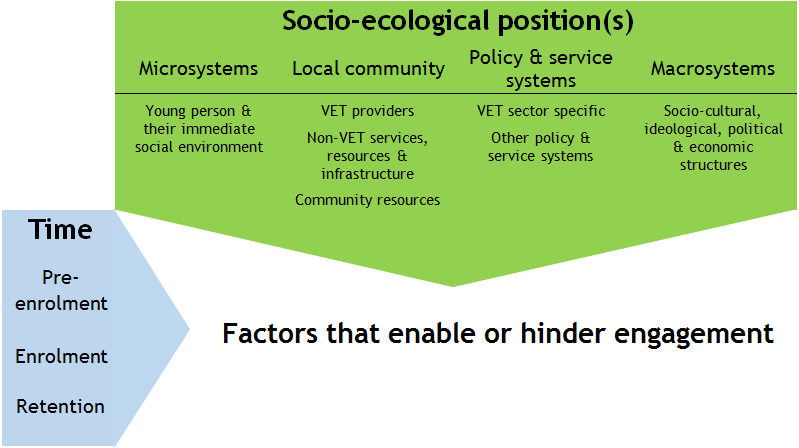 Socio-ecological position(s)
Microsystems
Young person &
their immediate
social environment
Local community
VET providers
Non-VET services,
resources &
infrastructure
Community resources
Policy & service
systems
VET sector specific
Other policy &
service systems
Macrosystems
Socio-cultural,
ideological, political
& economic
structures
Time
Pre-
enrolment
Enrolment
Retention
Factors that enable or hinder engagement